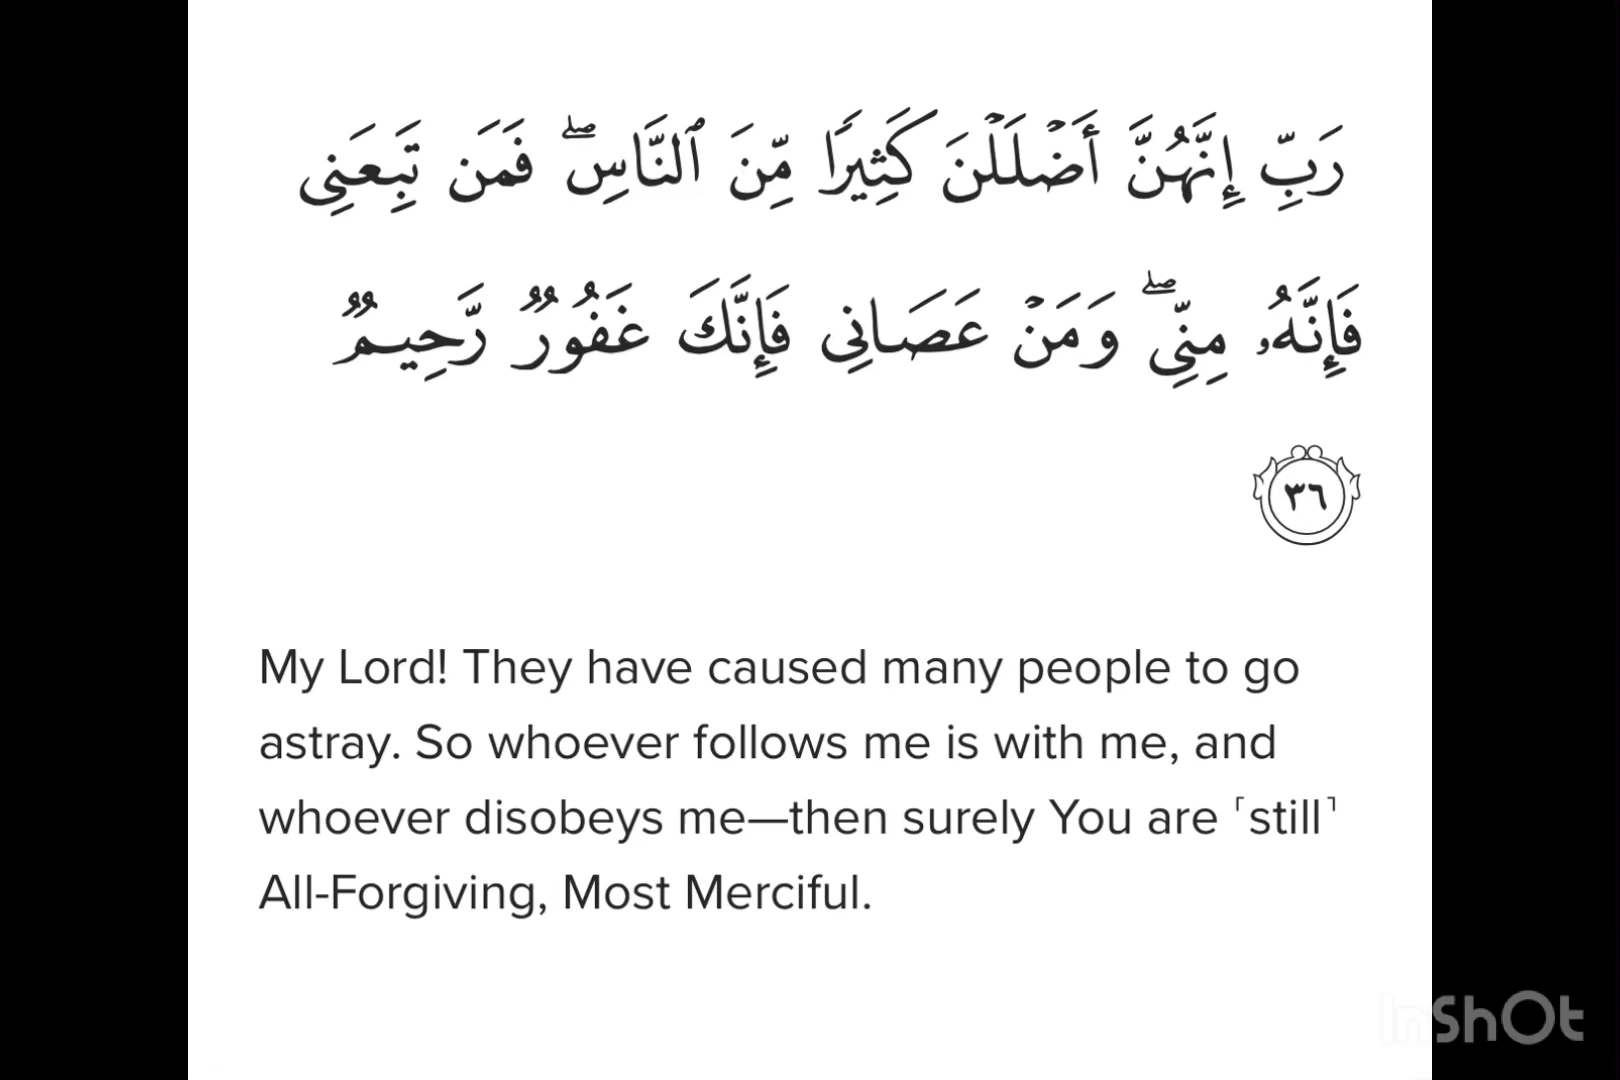 رَبِّ إِنَّهُنَّ أَضۡلَلۡنَ كَثِيرٗا مِّنَ ٱلنَّاسِۖ فَمَن تَبِعَنِي
فَإِنَّهُۥ مِنِّيۖ وَمَنۡ عَصَانِي فَإِنَّكَ غَفُورٞ رَّحِيمٞ
٣٦
My Lord! They have caused many people to go
astray. So whoever follows me is with me, and
whoever disobeys me—then surely You are ˹still˺
All-Forgiving, Most Merciful.
InShOt